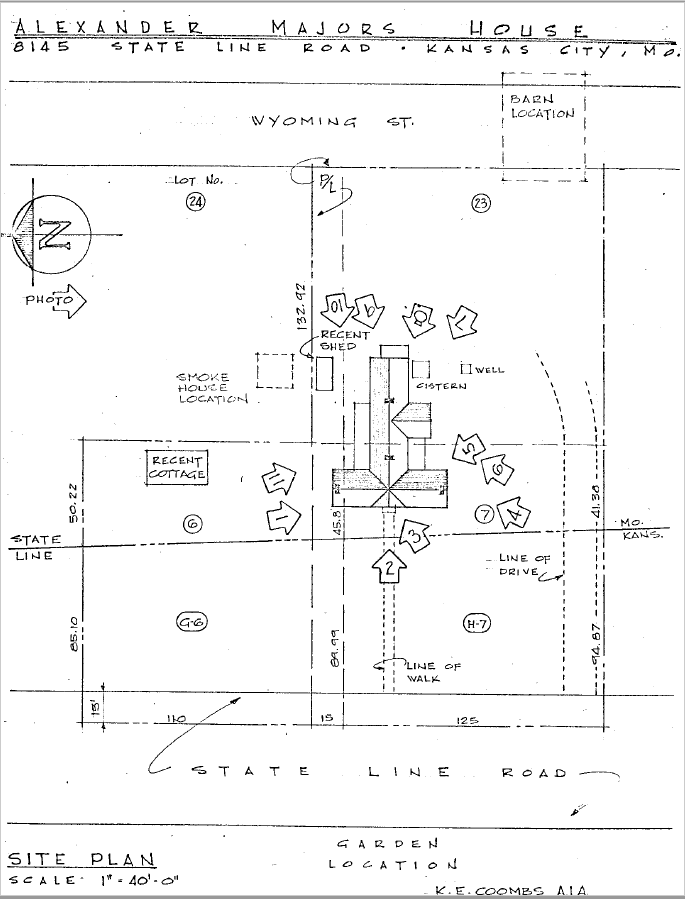 ALEXANDER MAJORS HOUSE
8145 STATE LINE ROAD · KANSAS CITY, MO.
BARN
LOCATION
WYOMING ST.
LOT NO.
24
P/L
23
N
PHOTO
132.92
10
9
8
7
RECENT
SHED
SMOKE
HOUSE
LOCATION
CISTERN
WELL
RECENT
COTTAGE
11
5
6
50.22
6
1
45.8
7
4
41.38
STATE
LINE
3
MO.
KANS.
2
LINE OF
DRIVE
G-6
H-7
85.10
89.99
LINE OF
WALK
94.87
15'
110
15
125
STATE LINE ROAD
GARDEN
LOCATION
SITE PLAN
SCALE- 1" - 40'-0"
K.E. COOMBS AIA